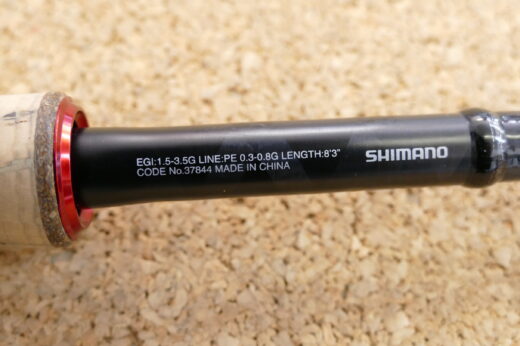 EGI:1.5-3.5G LINE:PE 0.3-0.8G LENGTH:8'3"
CODE No.37844 MADE IN CHINA
SHIMANO